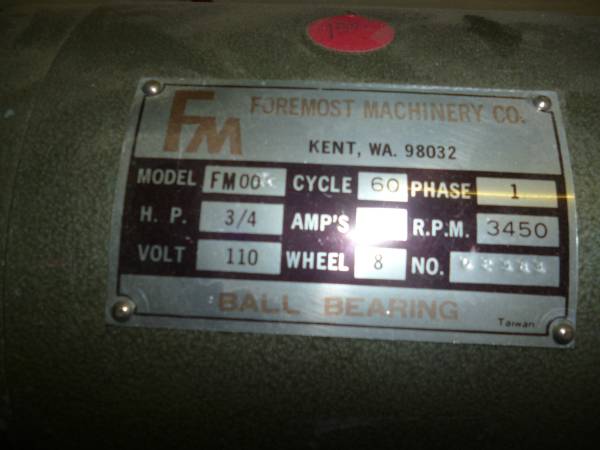 FM FOREMOST MACHINERY CO.
KENT, WA. 98032
MODEL CYCLE 60 PHASE 1
H. P. 3/4 AMP'S R.P.M. 3450
VOLT 110 WHEEL 8 NO.
BALL BEARING
Taiwan